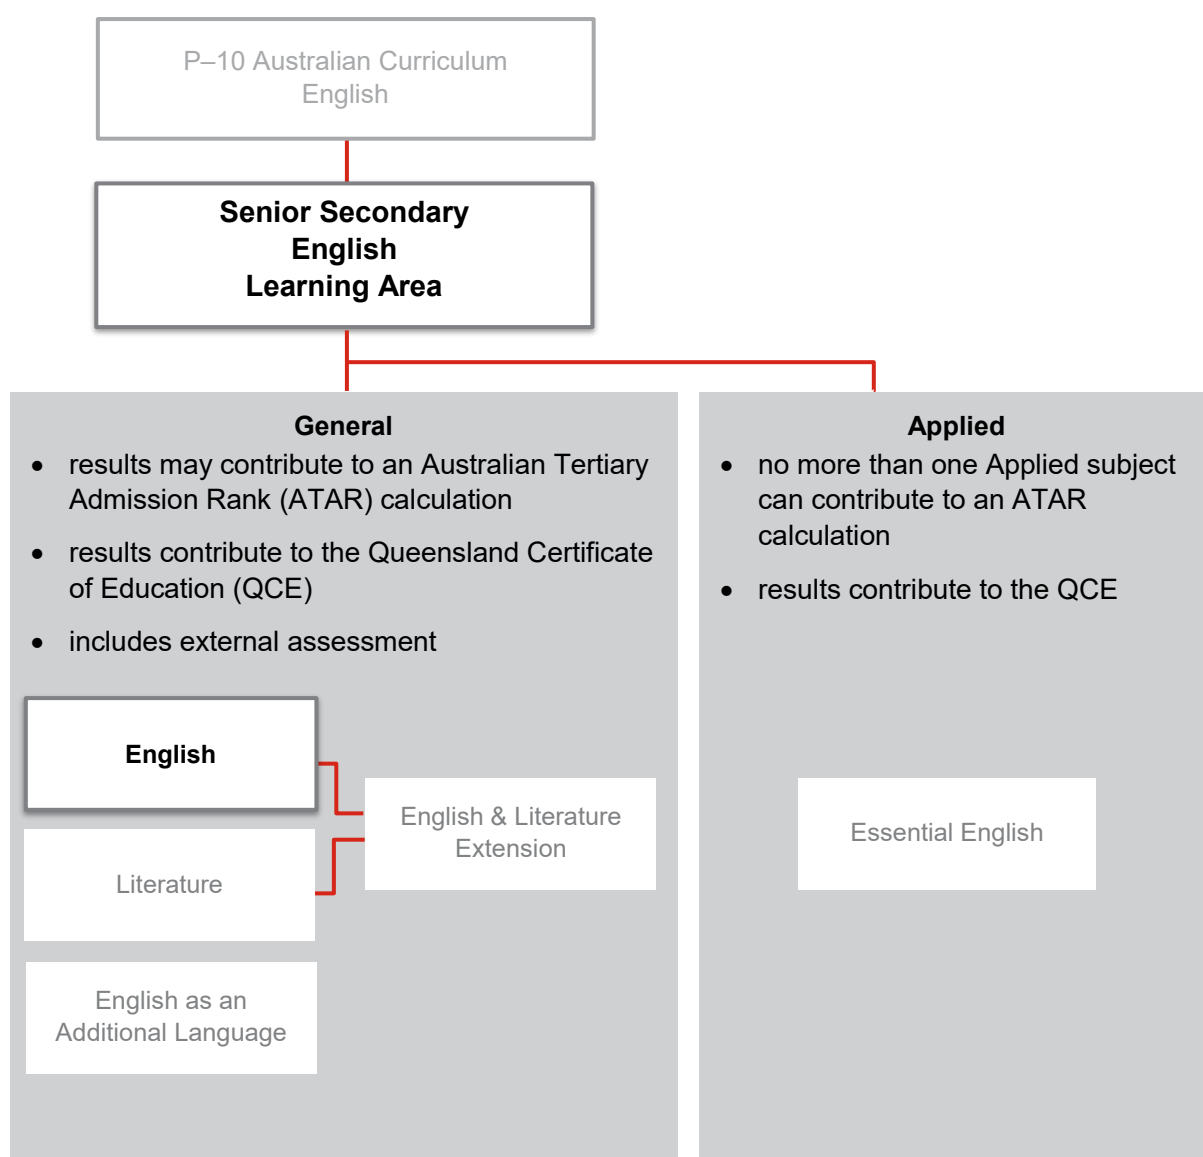 P–10 Australian Curriculum
English
Senior Secondary
English
Learning Area
General
• results may contribute to an Australian Tertiary
Admission Rank (ATAR) calculation
• results contribute to the Queensland Certificate
of Education (QCE)
• includes external assessment
English
Literature
English as an
Additional Language
English & Literature
Extension
Applied
• no more than one Applied subject
can contribute to an ATAR
calculation
• results contribute to the QCE
Essential English